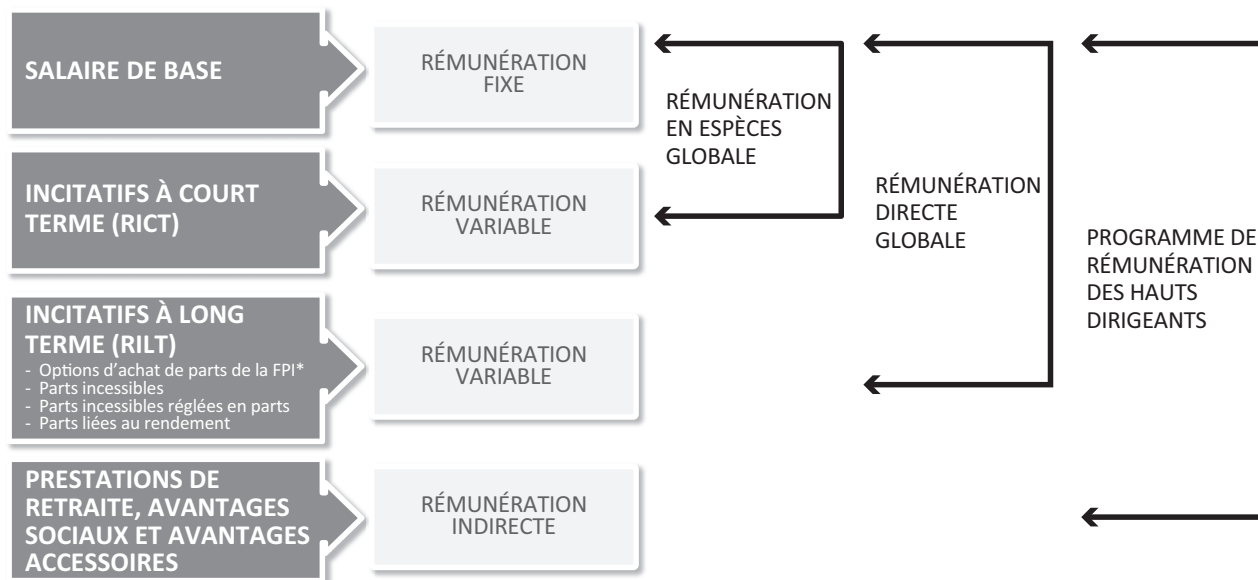 SALAIRE DE BASE
RÉMUNÉRATION
FIXE
RÉMUNÉRATION
EN ESPÈCES
GLOBALE
INCITATIFS À COURT
TERME (RICT)
RÉMUNÉRATION
VARIABLE
RÉMUNÉRATION
DIRECTE
GLOBALE
PROGRAMME DE
RÉMUNÉRATION
DES HAUTS
DIRIGEANTS
INCITATIFS À LONG
TERME (RILT)
- Options d’achat de parts de la FPI*
- Parts incessibles
- Parts incessibles réglées en parts
- Parts liées au rendement
RÉMUNÉRATION
VARIABLE
PRESTATIONS DE
RETRAITE, AVANTAGES
SOCIAUX ET AVANTAGES
ACCESSOIRES
RÉMUNÉRATION
INDIRECTE